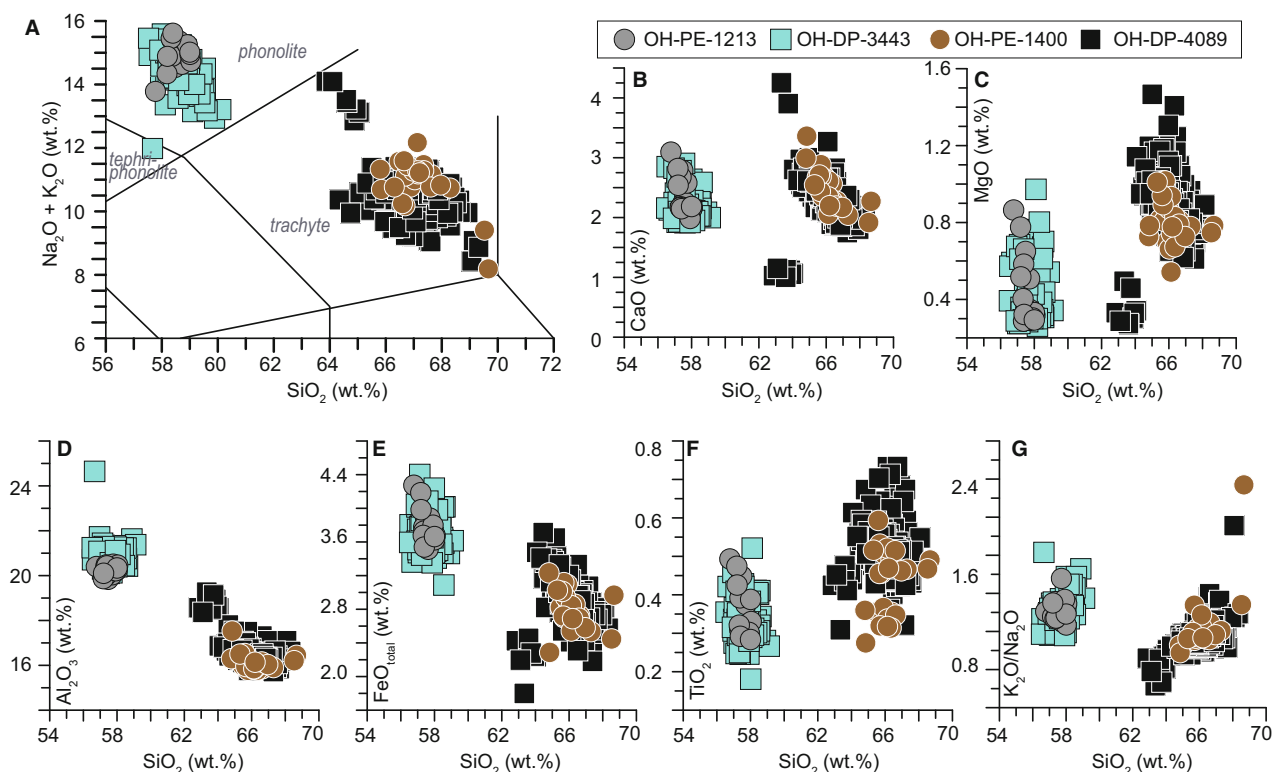 OH-PE-1213 OH-DP-3443 OH-PE-1400 OH-DP-4089
A
16
14
12
10
8
6
Na₂O + K₂O (wt.%)
phonolite
tephri-
phonolite
trachyte
56 58 60 62 64 66 68 70 72
SiO₂ (wt.%)
B
4
3
2
1
0
CaO (wt.%)
54 58 62 66 70
SiO₂ (wt.%)
C
1.6
1.2
0.8
0.4
MgO (wt.%)
54 58 62 66 70
SiO₂ (wt.%)
D
24
20
16
Al₂O₃ (wt.%)
54 58 62 66 70
SiO₂ (wt.%)
E
4.4
3.6
2.8
2.0
FeO total (wt.%)
54 58 62 66 70
SiO₂ (wt.%)
F
0.8
0.6
0.4
0.2
TiO₂ (wt.%)
54 58 62 66 70
SiO₂ (wt.%)
G
2.4
1.6
0.8
K₂O/Na₂O
54 58 62 66 70
SiO₂ (wt.%)